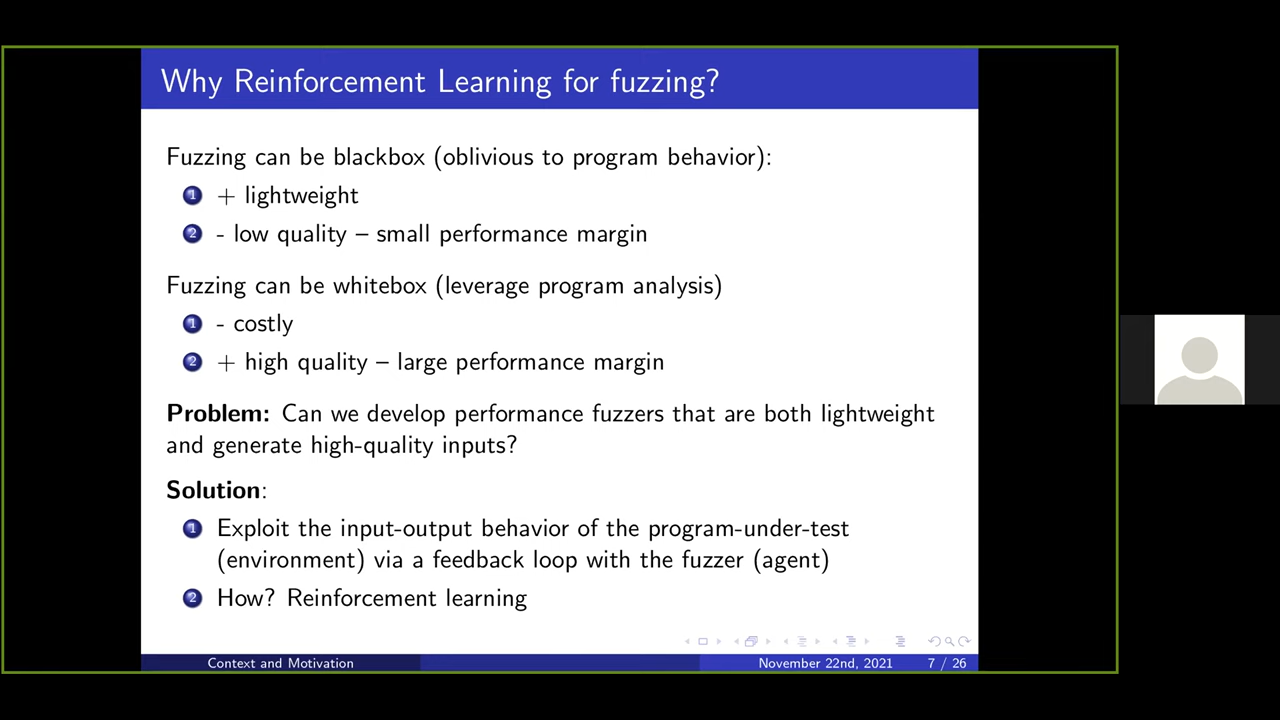 Why Reinforcement Learning for fuzzing?
Fuzzing can be blackbox (oblivious to program behavior):
1 + lightweight
2 - low quality – small performance margin
Fuzzing can be whitebox (leverage program analysis)
1 - costly
2 + high quality – large performance margin
Problem: Can we develop performance fuzzers that are both lightweight
and generate high-quality inputs?
Solution:
1 Exploit the input-output behavior of the program-under-test
(environment) via a feedback loop with the fuzzer (agent)
2 How? Reinforcement learning
Context and Motivation November 22nd, 2021 7 / 26